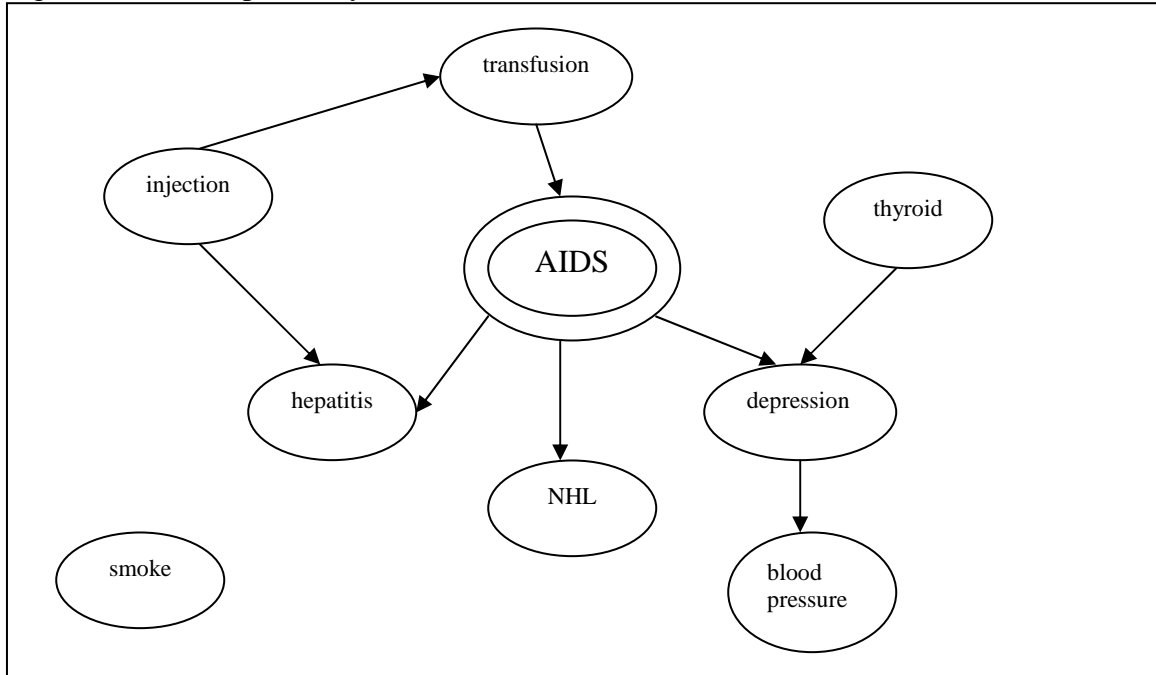 transfusion
injection
thyroid
AIDS
hepatitis
depression
NHL
smoke
blood
pressure